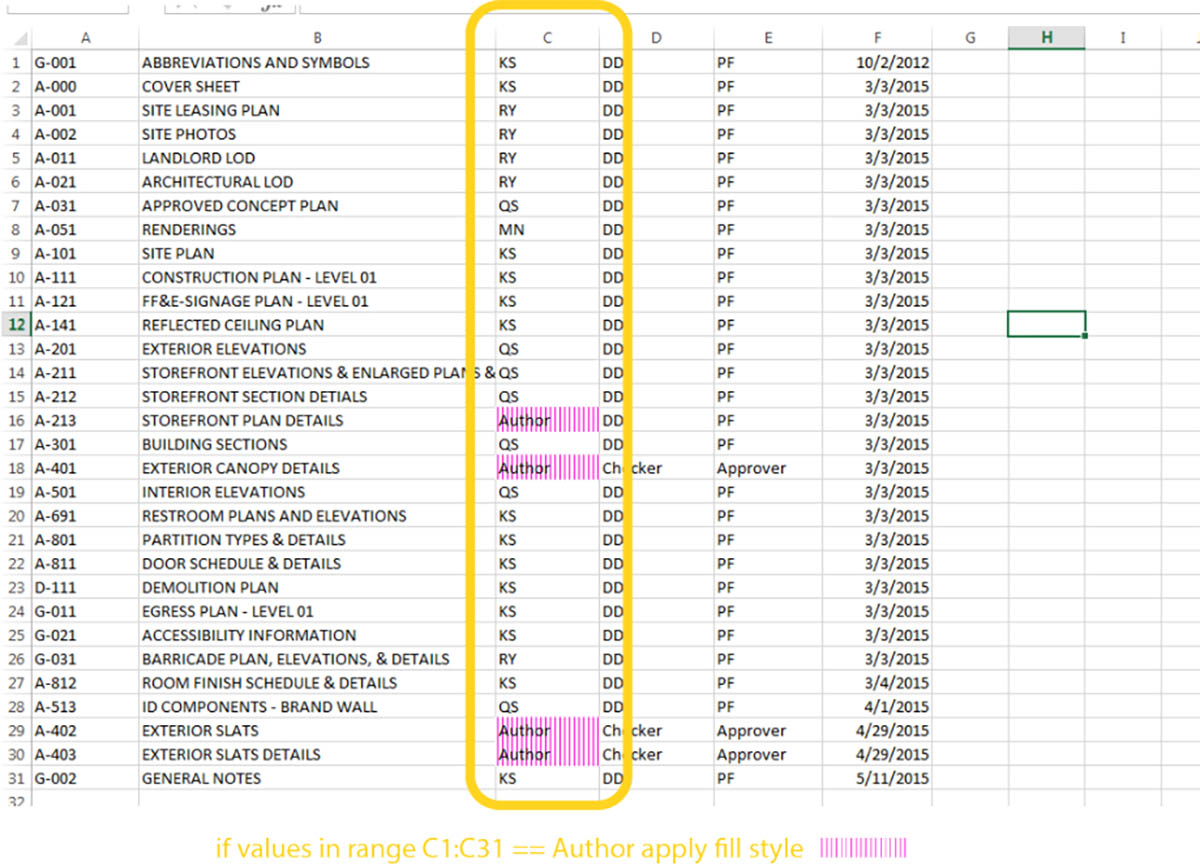 A B C D E F G H I
1 G-001 ABBREVIATIONS AND SYMBOLS KS DD PF 10/2/2012
2 A-000 COVER SHEET KS DD PF 3/3/2015
3 A-001 SITE LEASING PLAN RY DD PF 3/3/2015
4 A-002 SITE PHOTOS RY DD PF 3/3/2015
5 A-011 LANDLORD LOD RY DD PF 3/3/2015
6 A-021 ARCHITECTURAL LOD RY DD PF 3/3/2015
7 A-031 APPROVED CONCEPT PLAN QS DD PF 3/3/2015
8 A-051 RENDERINGS MN DD PF 3/3/2015
9 A-101 SITE PLAN KS DD PF 3/3/2015
10 A-111 CONSTRUCTION PLAN - LEVEL 01 KS DD PF 3/3/2015
11 A-121 FF&E-SIGNAGE PLAN - LEVEL 01 KS DD PF 3/3/2015
12 A-141 REFLECTED CEILING PLAN KS DD PF 3/3/2015
13 A-201 EXTERIOR ELEVATIONS QS DD PF 3/3/2015
14 A-211 STOREFRONT ELEVATIONS & ENLARGED PLANS & QS DD PF 3/3/2015
15 A-212 STOREFRONT SECTION DETIALS QS DD PF 3/3/2015
16 A-213 STOREFRONT PLAN DETAILS Author DD PF 3/3/2015
17 A-301 BUILDING SECTIONS QS DD PF 3/3/2015
18 A-401 EXTERIOR CANOPY DETAILS Author Checker Approver 3/3/2015
19 A-501 INTERIOR ELEVATIONS QS DD PF 3/3/2015
20 A-691 RESTROOM PLANS AND ELEVATIONS KS DD PF 3/3/2015
21 A-801 PARTITION TYPES & DETAILS KS DD PF 3/3/2015
22 A-811 DOOR SCHEDULE & DETAILS KS DD PF 3/3/2015
23 D-111 DEMOLITION PLAN KS DD PF 3/3/2015
24 G-011 EGRESS PLAN - LEVEL 01 KS DD PF 3/3/2015
25 G-021 ACCESSIBILITY INFORMATION KS DD PF 3/3/2015
26 G-031 BARRICADE PLAN, ELEVATIONS, & DETAILS RY DD PF 3/3/2015
27 A-812 ROOM FINISH SCHEDULE & DETAILS KS DD PF 3/4/2015
28 A-513 ID COMPONENTS - BRAND WALL QS DD PF 4/1/2015
29 A-402 EXTERIOR SLATS Author Checker Approver 4/29/2015
30 A-403 EXTERIOR SLATS DETAILS Author Checker Approver 4/29/2015
31 G-002 GENERAL NOTES KS DD PF 5/11/2015
32
if values in range C1:C31 == Author apply fill style